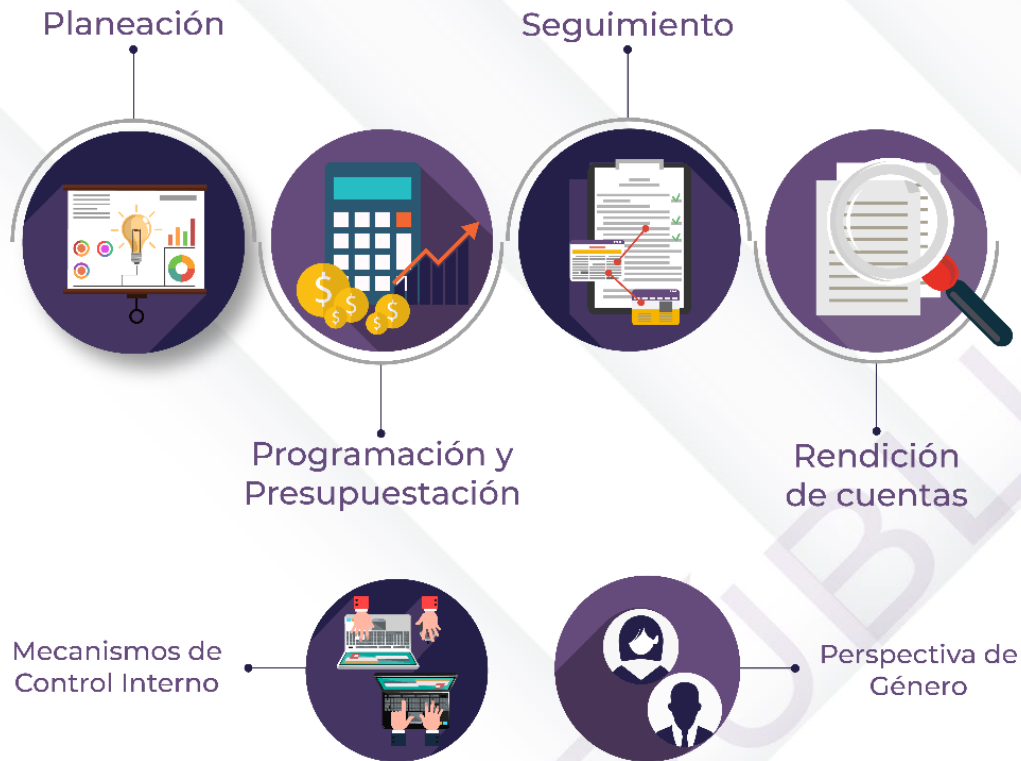 Planeación
Seguimiento
Programación y
Presupuestación
Rendición
de cuentas
Mecanismos de
Control Interno
Perspectiva de
Género